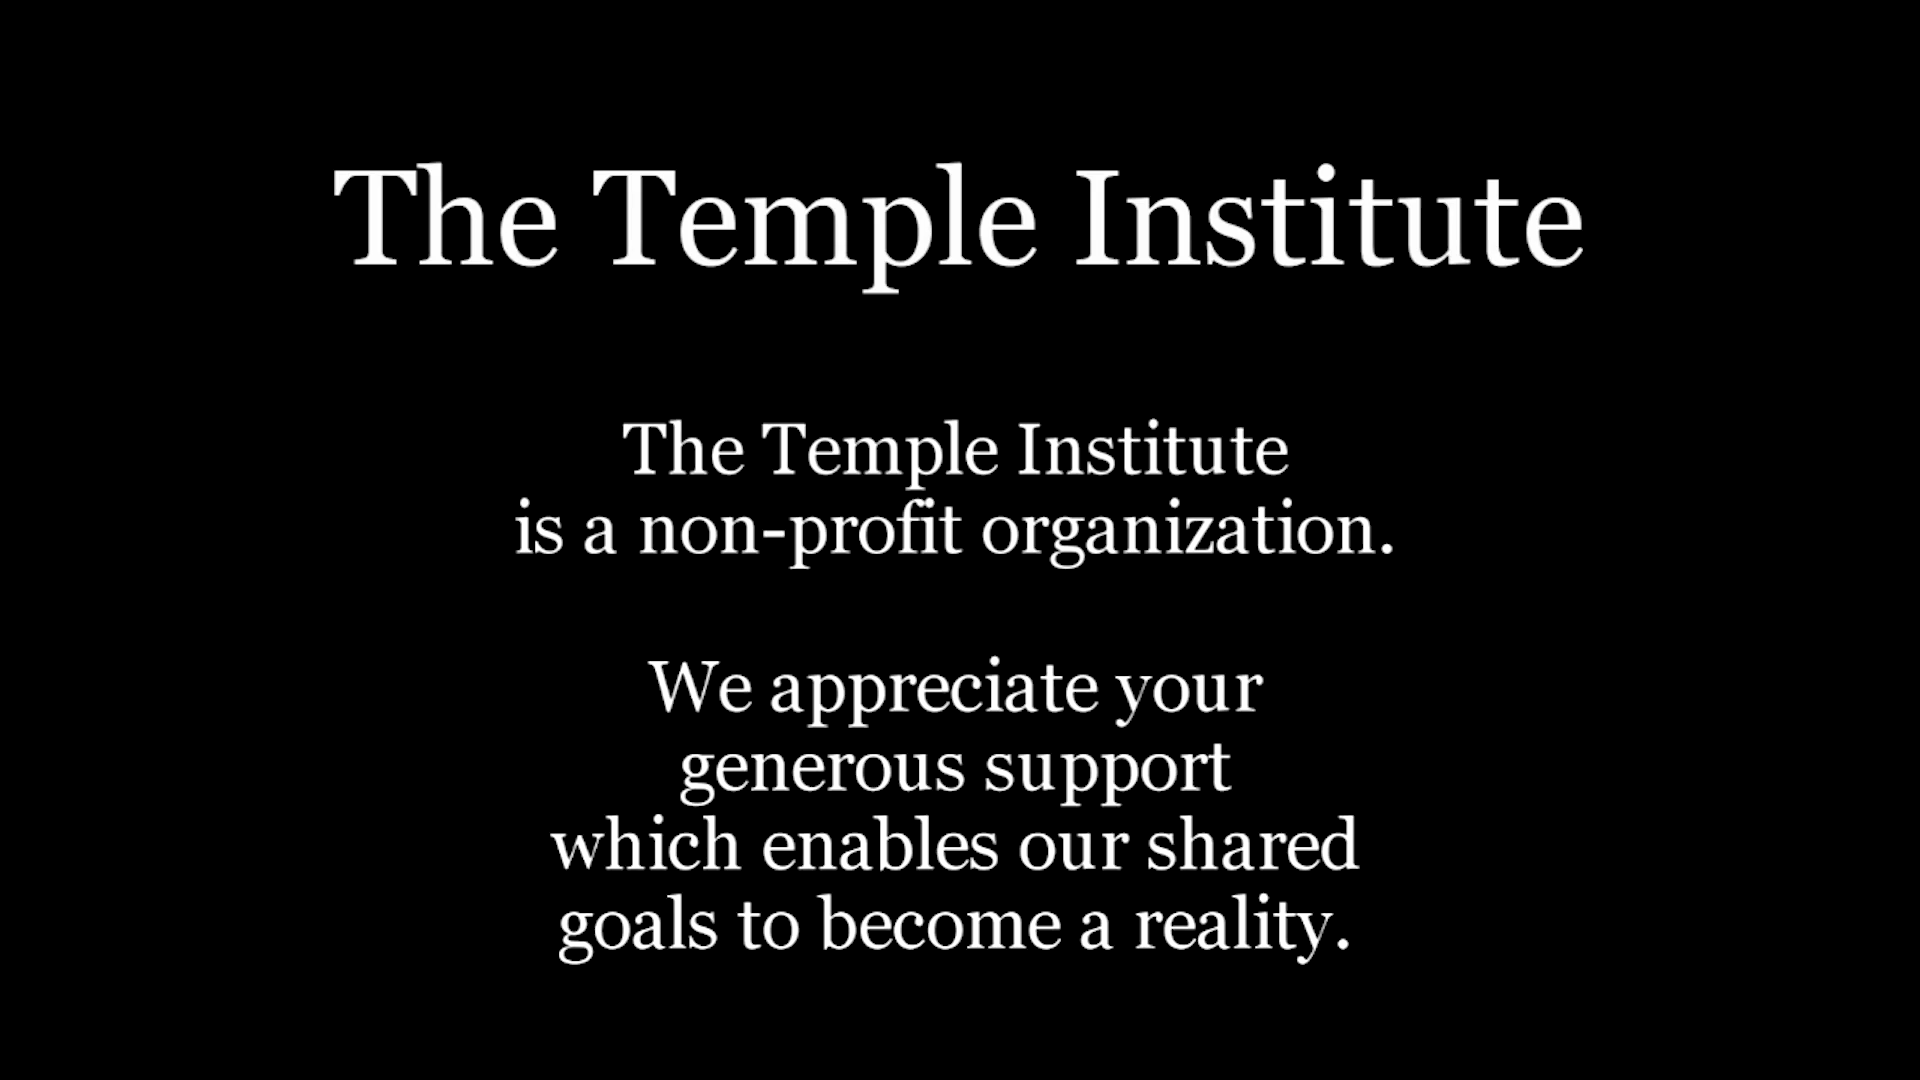 The Temple Institute
The Temple Institute
is a non-profit organization.
We appreciate your
generous support
which enables our shared
goals to become a reality.